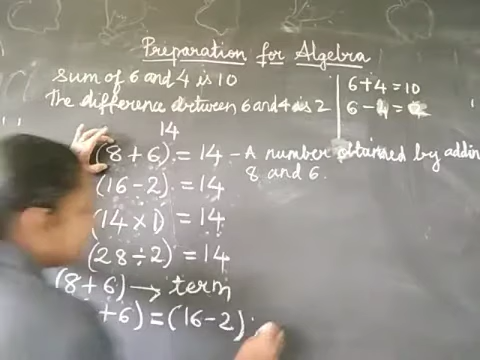 Preparation for Algebra
Sum of 6 and 4 is 10
The difference between 6 and 4 is 2
6+4=10
6-4=
14
(8+6) = 14 - A number obtained by adding
8 and 6.
(16-2) = 14
(14×1) = 14
(28÷2) = 14
(8+6) → term
+6) = (16-2)